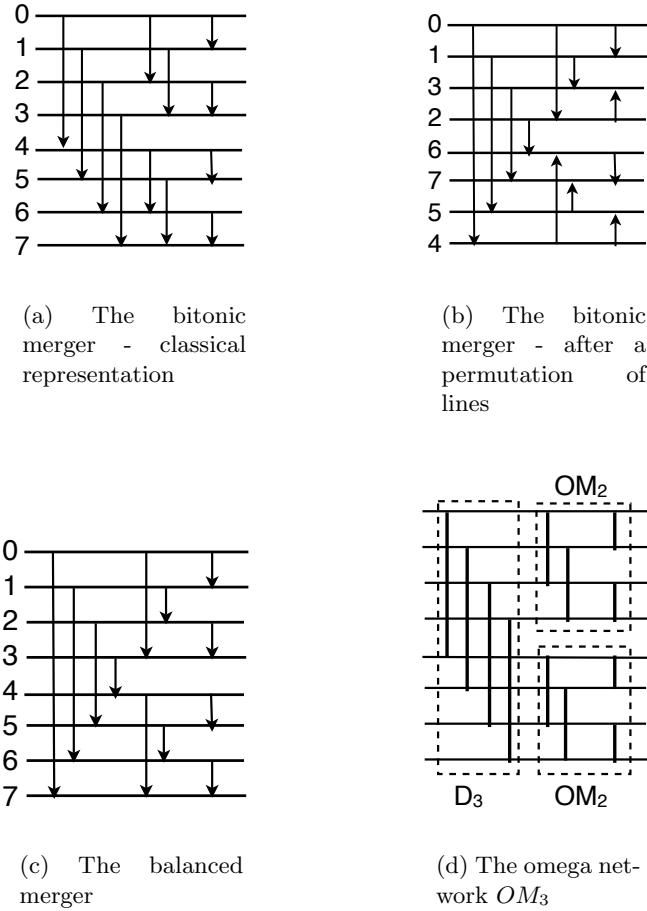 0
1
2
3
4
5
6
7
0
1
3
2
6
7
5
4
(a) The bitonic
merger - classical
representation
(b) The bitonic
merger - after a
permutation of
lines
0
1
2
3
4
5
6
7
OM2
D3
OM2
(c) The balanced
merger
(d) The omega net-
work OM3